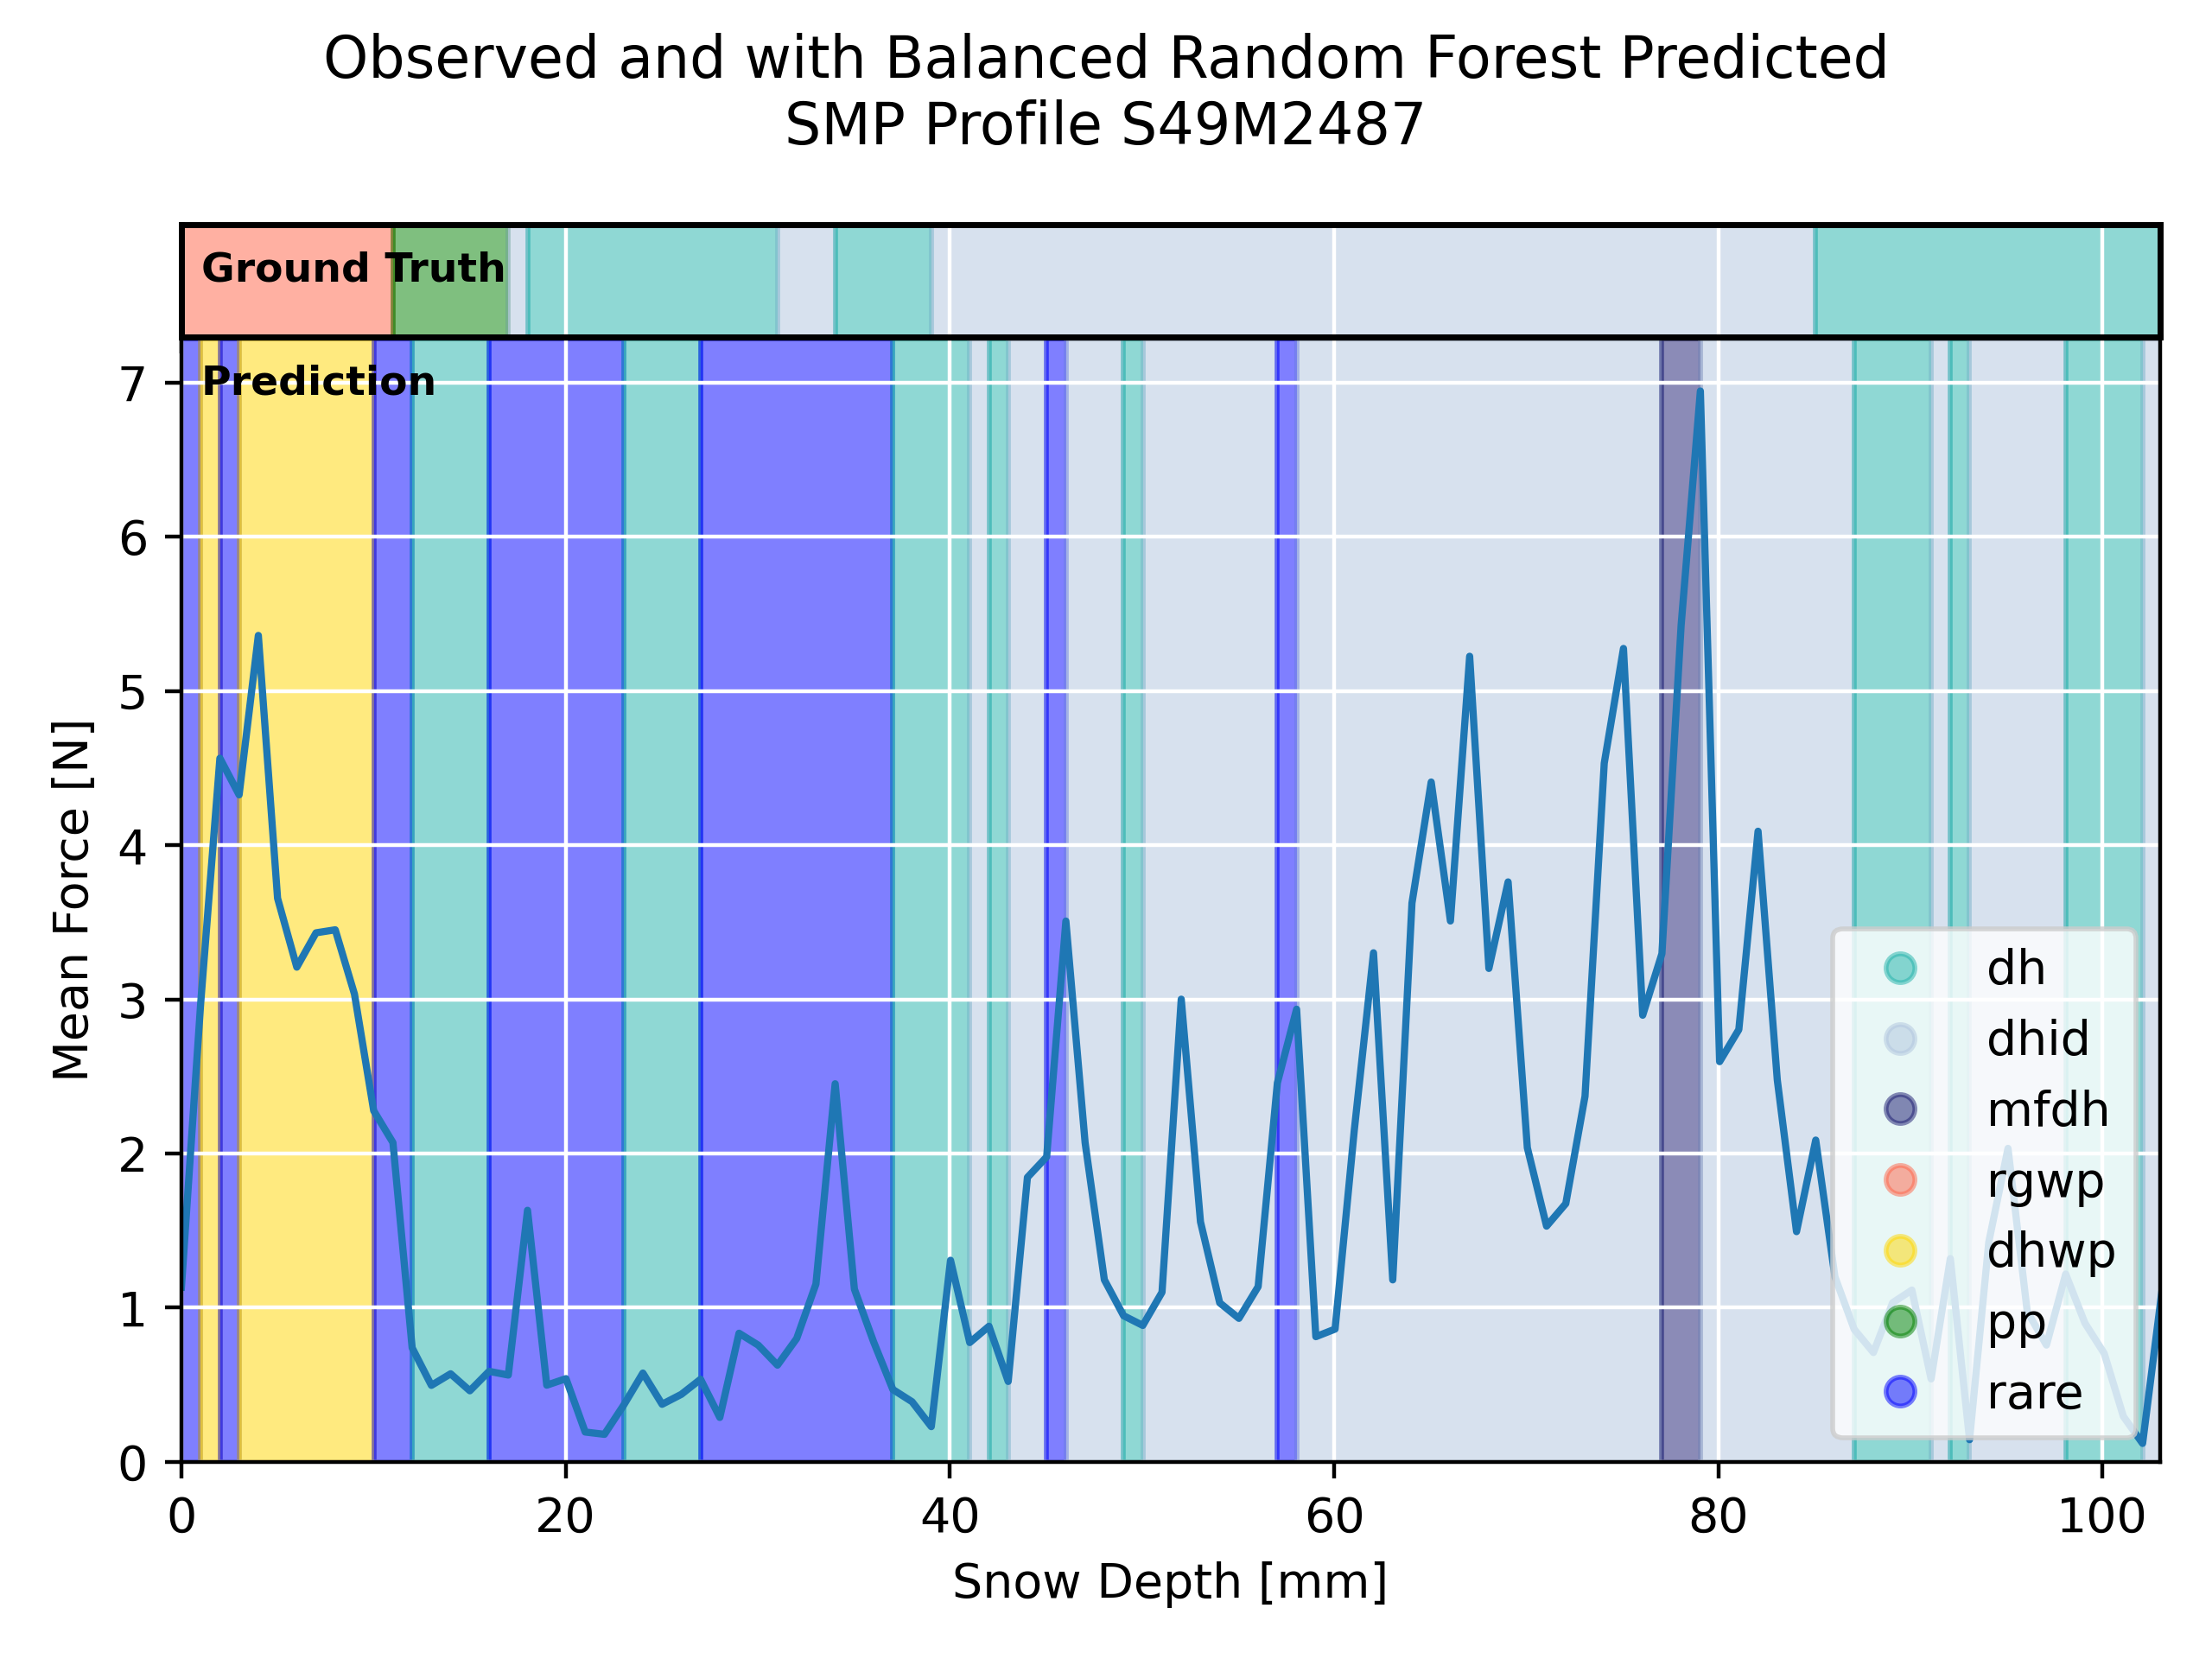 Observed and with Balanced Random Forest Predicted
SMP Profile S49M2487
Ground Truth
Prediction
7
6
5
4
3
2
1
0
Mean Force [N]
dh
dhid
mfdh
rgwp
dhwp
pp
rare
0 20 40 60 80 100
Snow Depth [mm]